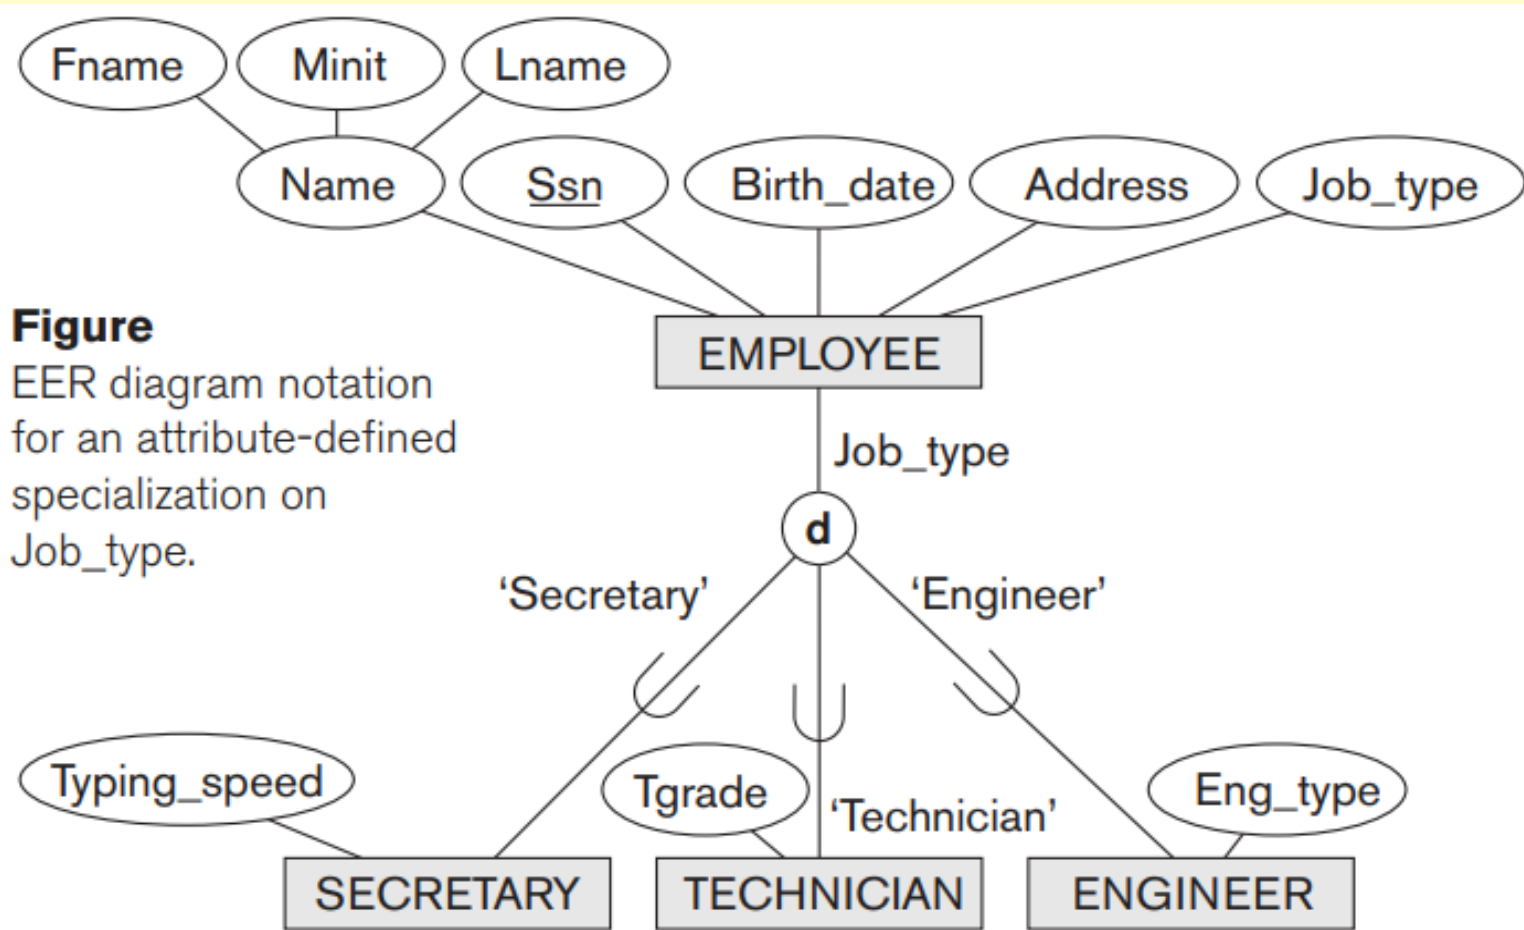 Fname
Minit
Lname
Name
Ssn
Birth_date
Address
Job_type
Figure
EER diagram notation
for an attribute-defined
specialization on
Job_type.
EMPLOYEE
Job_type
d
‘Secretary’
‘Engineer’
Typing_speed
Tgrade
‘Technician’
Eng_type
SECRETARY
TECHNICIAN
ENGINEER